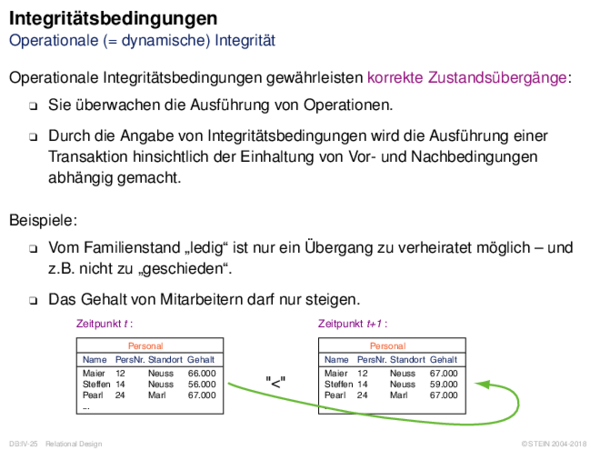 Integritätsbedingungen
Operationale (= dynamische) Integrität
Operationale Integritätsbedingungen gewährleisten korrekte Zustandsübergänge:
❑ Sie überwachen die Ausführung von Operationen.
❑ Durch die Angabe von Integritätsbedingungen wird die Ausführung einer
Transaktion hinsichtlich der Einhaltung von Vor- und Nachbedingungen
abhängig gemacht.
Beispiele:
❑ Vom Familienstand „ledig“ ist nur ein Übergang zu verheiratet möglich – und
z.B. nicht zu „geschieden“.
❑ Das Gehalt von Mitarbeitern darf nur steigen.
Zeitpunkt t :
Personal
Name PersNr. Standort Gehalt
Maier 12 Neuss 66.000
Steffen 14 Neuss 56.000
Pearl 24 Marl 67.000
...
"<"
Zeitpunkt t+1 :
Personal
Name PersNr. Standort Gehalt
Maier 12 Neuss 67.000
Steffen 14 Neuss 59.000
Pearl 24 Marl 67.000
...
DB:IV-25 Relational Design
© STEIN 2004-2018